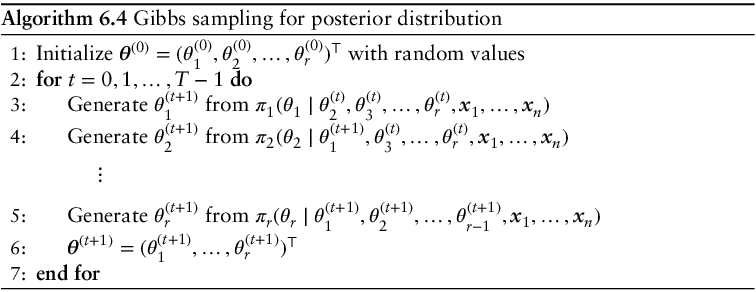 Algorithm 6.4 Gibbs sampling for posterior distribution
1: Initialize θ^{(0)} = (θ_1^{(0)}, θ_2^{(0)}, …, θ_r^{(0)})^⊤ with random values
2: for t = 0, 1, …, T − 1 do
3: Generate θ_1^{(t+1)} from π_1(θ_1 | θ_2^{(t)}, θ_3^{(t)}, …, θ_r^{(t)}, x_1, …, x_n)
4: Generate θ_2^{(t+1)} from π_2(θ_2 | θ_1^{(t+1)}, θ_3^{(t)}, …, θ_r^{(t)}, x_1, …, x_n)
⋮
5: Generate θ_r^{(t+1)} from π_r(θ_r | θ_1^{(t+1)}, θ_2^{(t+1)}, …, θ_{r−1}^{(t+1)}, x_1, …, x_n)
6: θ^{(t+1)} = (θ_1^{(t+1)}, …, θ_r^{(t+1)})^⊤
7: end for